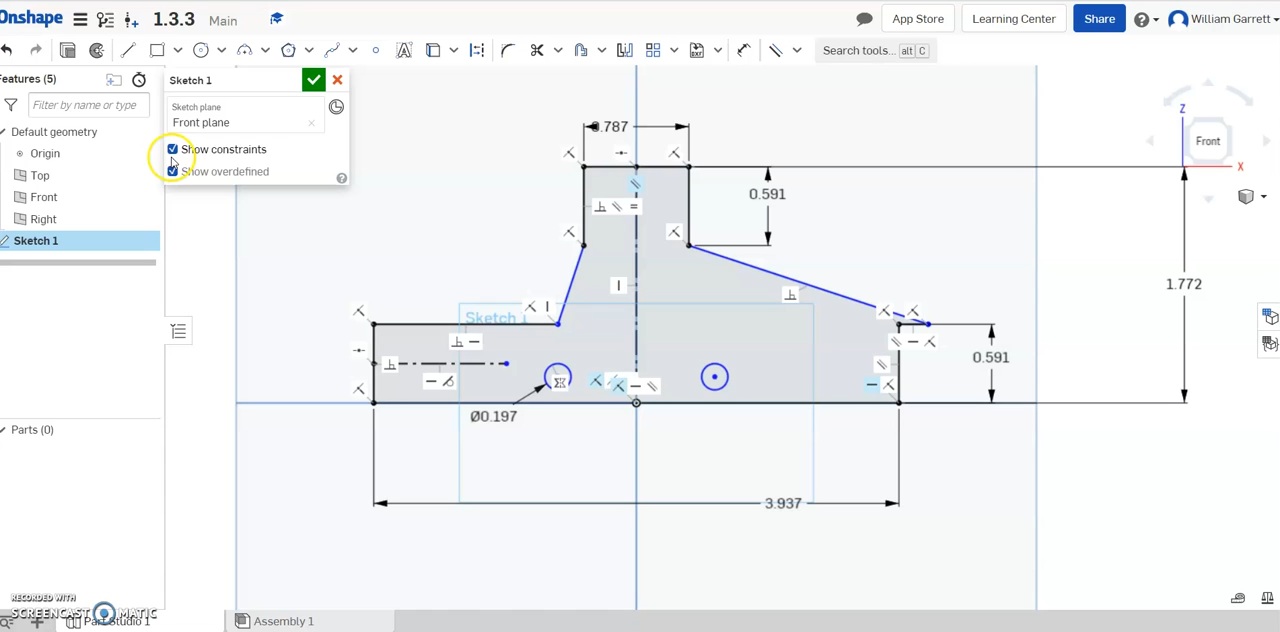 Onshape 1.3.3 Main App Store Learning Center Share William Garrett
Search tools... alt C
Features (5)
Filter by name or type
Default geometry
Origin
Top
Front
Right
Sketch 1
Parts (0)
Sketch 1
Sketch plane
Front plane
Show constraints
Show overdefined
0.787
0.591
1.772
0.591
Sketch 1
Ø0.197
3.937
Z
Front
X
RECORDED WITH
SCREENCAST MATIC
Part Studio 1
Assembly 1